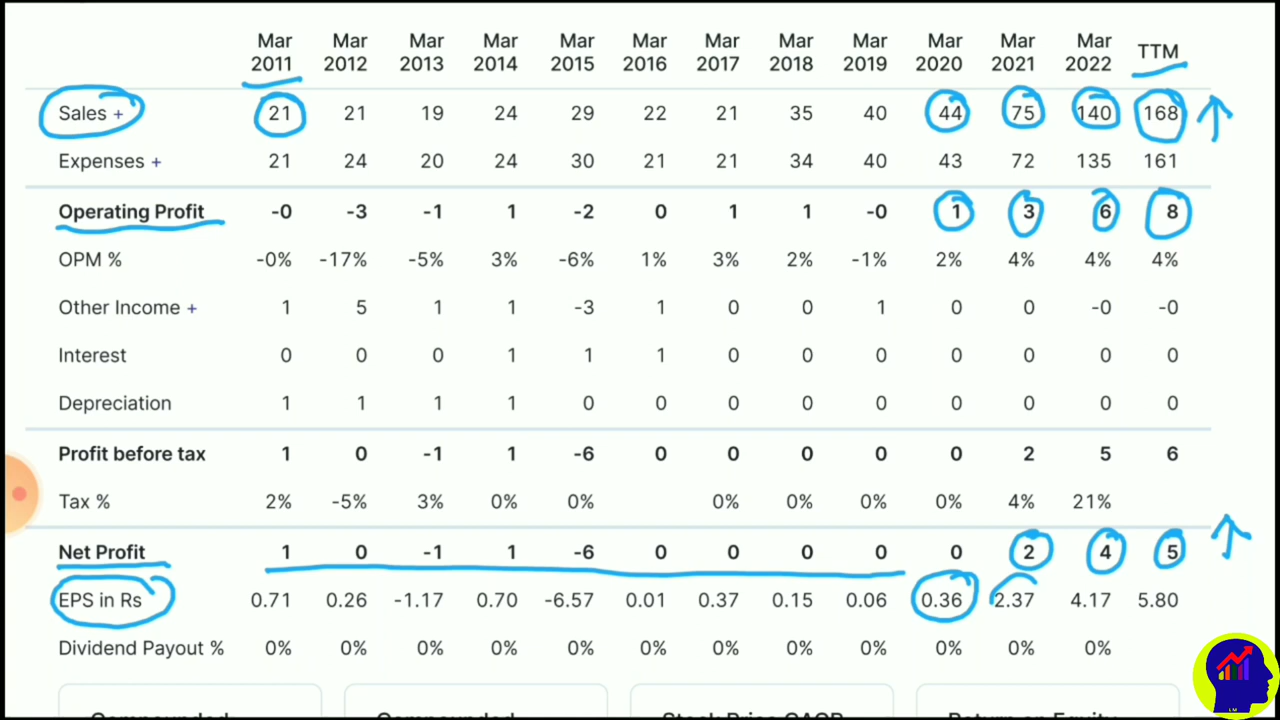 Mar 2011 Mar 2012 Mar 2013 Mar 2014 Mar 2015 Mar 2016 Mar 2017 Mar 2018 Mar 2019 Mar 2020 Mar 2021 Mar 2022 TTM
Sales + 21 21 19 24 29 22 21 35 40 44 75 140 168
Expenses + 21 24 20 24 30 21 21 34 40 43 72 135 161
Operating Profit -0 -3 -1 1 -2 0 1 1 -0 1 3 6 8
OPM % -0% -17% -5% 3% -6% 1% 3% 2% -1% 2% 4% 4% 4%
Other Income + 1 5 1 1 -3 1 0 0 1 0 0 -0 -0
Interest 0 0 0 1 1 1 0 0 0 0 0 0 0
Depreciation 1 1 1 1 0 0 0 0 0 0 0 0 0
Profit before tax 1 0 -1 1 -6 0 0 0 0 0 2 5 6
Tax % 2% -5% 3% 0% 0% 0% 0% 0% 0% 4% 21%
Net Profit 1 0 -1 1 -6 0 0 0 0 0 2 4 5
EPS in Rs 0.71 0.26 -1.17 0.70 -6.57 0.01 0.37 0.15 0.06 0.36 2.37 4.17 5.80
Dividend Payout % 0% 0% 0% 0% 0% 0% 0% 0% 0% 0% 0% 0%